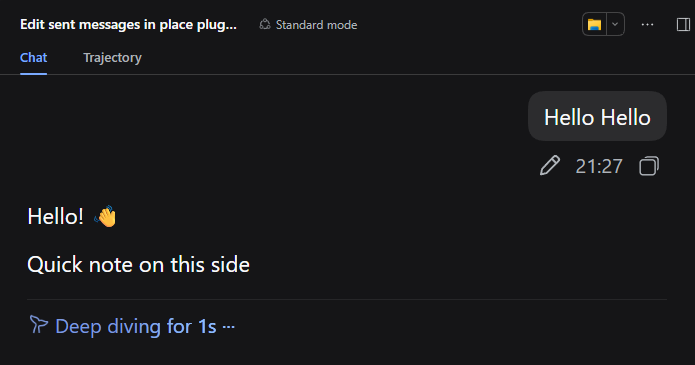 Edit sent messages in place plug... Standard mode
Chat Trajectory
Hello Hello
21:27
Hello! 👋
Quick note on this side
Deep diving for 1s ···